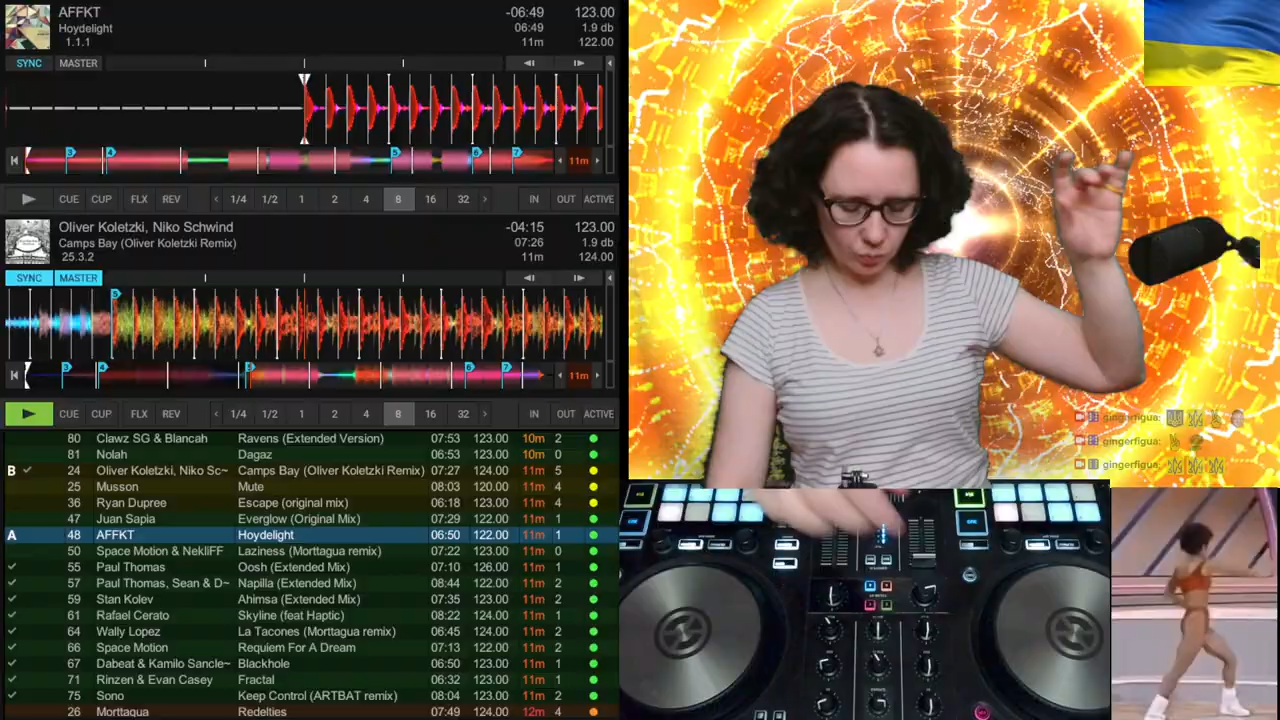 AFFKT -06:49 123.00
Hoydelight 06:49 1.9 db
1.1.1 11m 122.00
SYNC MASTER
3 4 5 6 7 11m
CUE CUP FLX REV 1/4 1/2 1 2 4 8 16 32 IN OUT ACTIVE
Oliver Koletzki, Niko Schwind -04:15 123.00
Camps Bay (Oliver Koletzki Remix) 07:26 1.9 db
25.3.2 11m 124.00
SYNC MASTER
5
3 4 5 6 7 11m
CUE CUP FLX REV 1/4 1/2 1 2 4 8 16 32 IN OUT ACTIVE
80 Clawz SG & Blancah Ravens (Extended Version) 07:53 123.00 10m 2
81 Nolah Dagaz 06:53 123.00 10m 0
B 24 Oliver Koletzki, Niko Sc~ Camps Bay (Oliver Koletzki Remix) 07:27 124.00 11m 5
25 Musson Mute 08:03 120.00 11m 4
36 Ryan Dupree Escape (original mix) 06:18 123.00 11m 4
47 Juan Sapia Everglow (Original Mix) 07:29 122.00 11m 1
A 48 AFFKT Hoydelight 06:50 122.00 11m 1
50 Space Motion & NekliFF Laziness (Morttagua remix) 07:22 123.00 11m 0
55 Paul Thomas Oosh (Extended Mix) 07:10 126.00 11m 1
57 Paul Thomas, Sean & D~ Napilla (Extended Mix) 08:44 122.00 11m 2
59 Stan Kolev Ahimsa (Extended Mix) 07:35 122.00 11m 2
61 Rafael Cerato Skyline (feat Haptic) 08:22 124.00 11m 1
64 Wally Lopez La Tacones (Morttagua remix) 06:45 123.00 11m 2
66 Space Motion Requiem For A Dream 07:13 122.00 11m 2
67 Dabeat & Kamilo Sancle~ Blackhole 06:50 123.00 11m 1
71 Rinzen & Evan Casey Fractal 06:32 123.00 11m 1
75 Sono Keep Control (ARTBAT remix) 08:04 123.00 11m 2
26 Morttagua Redelties 07:49 124.00 12m 4
gingerfigua:
gingerfigua:
gingerfigua: